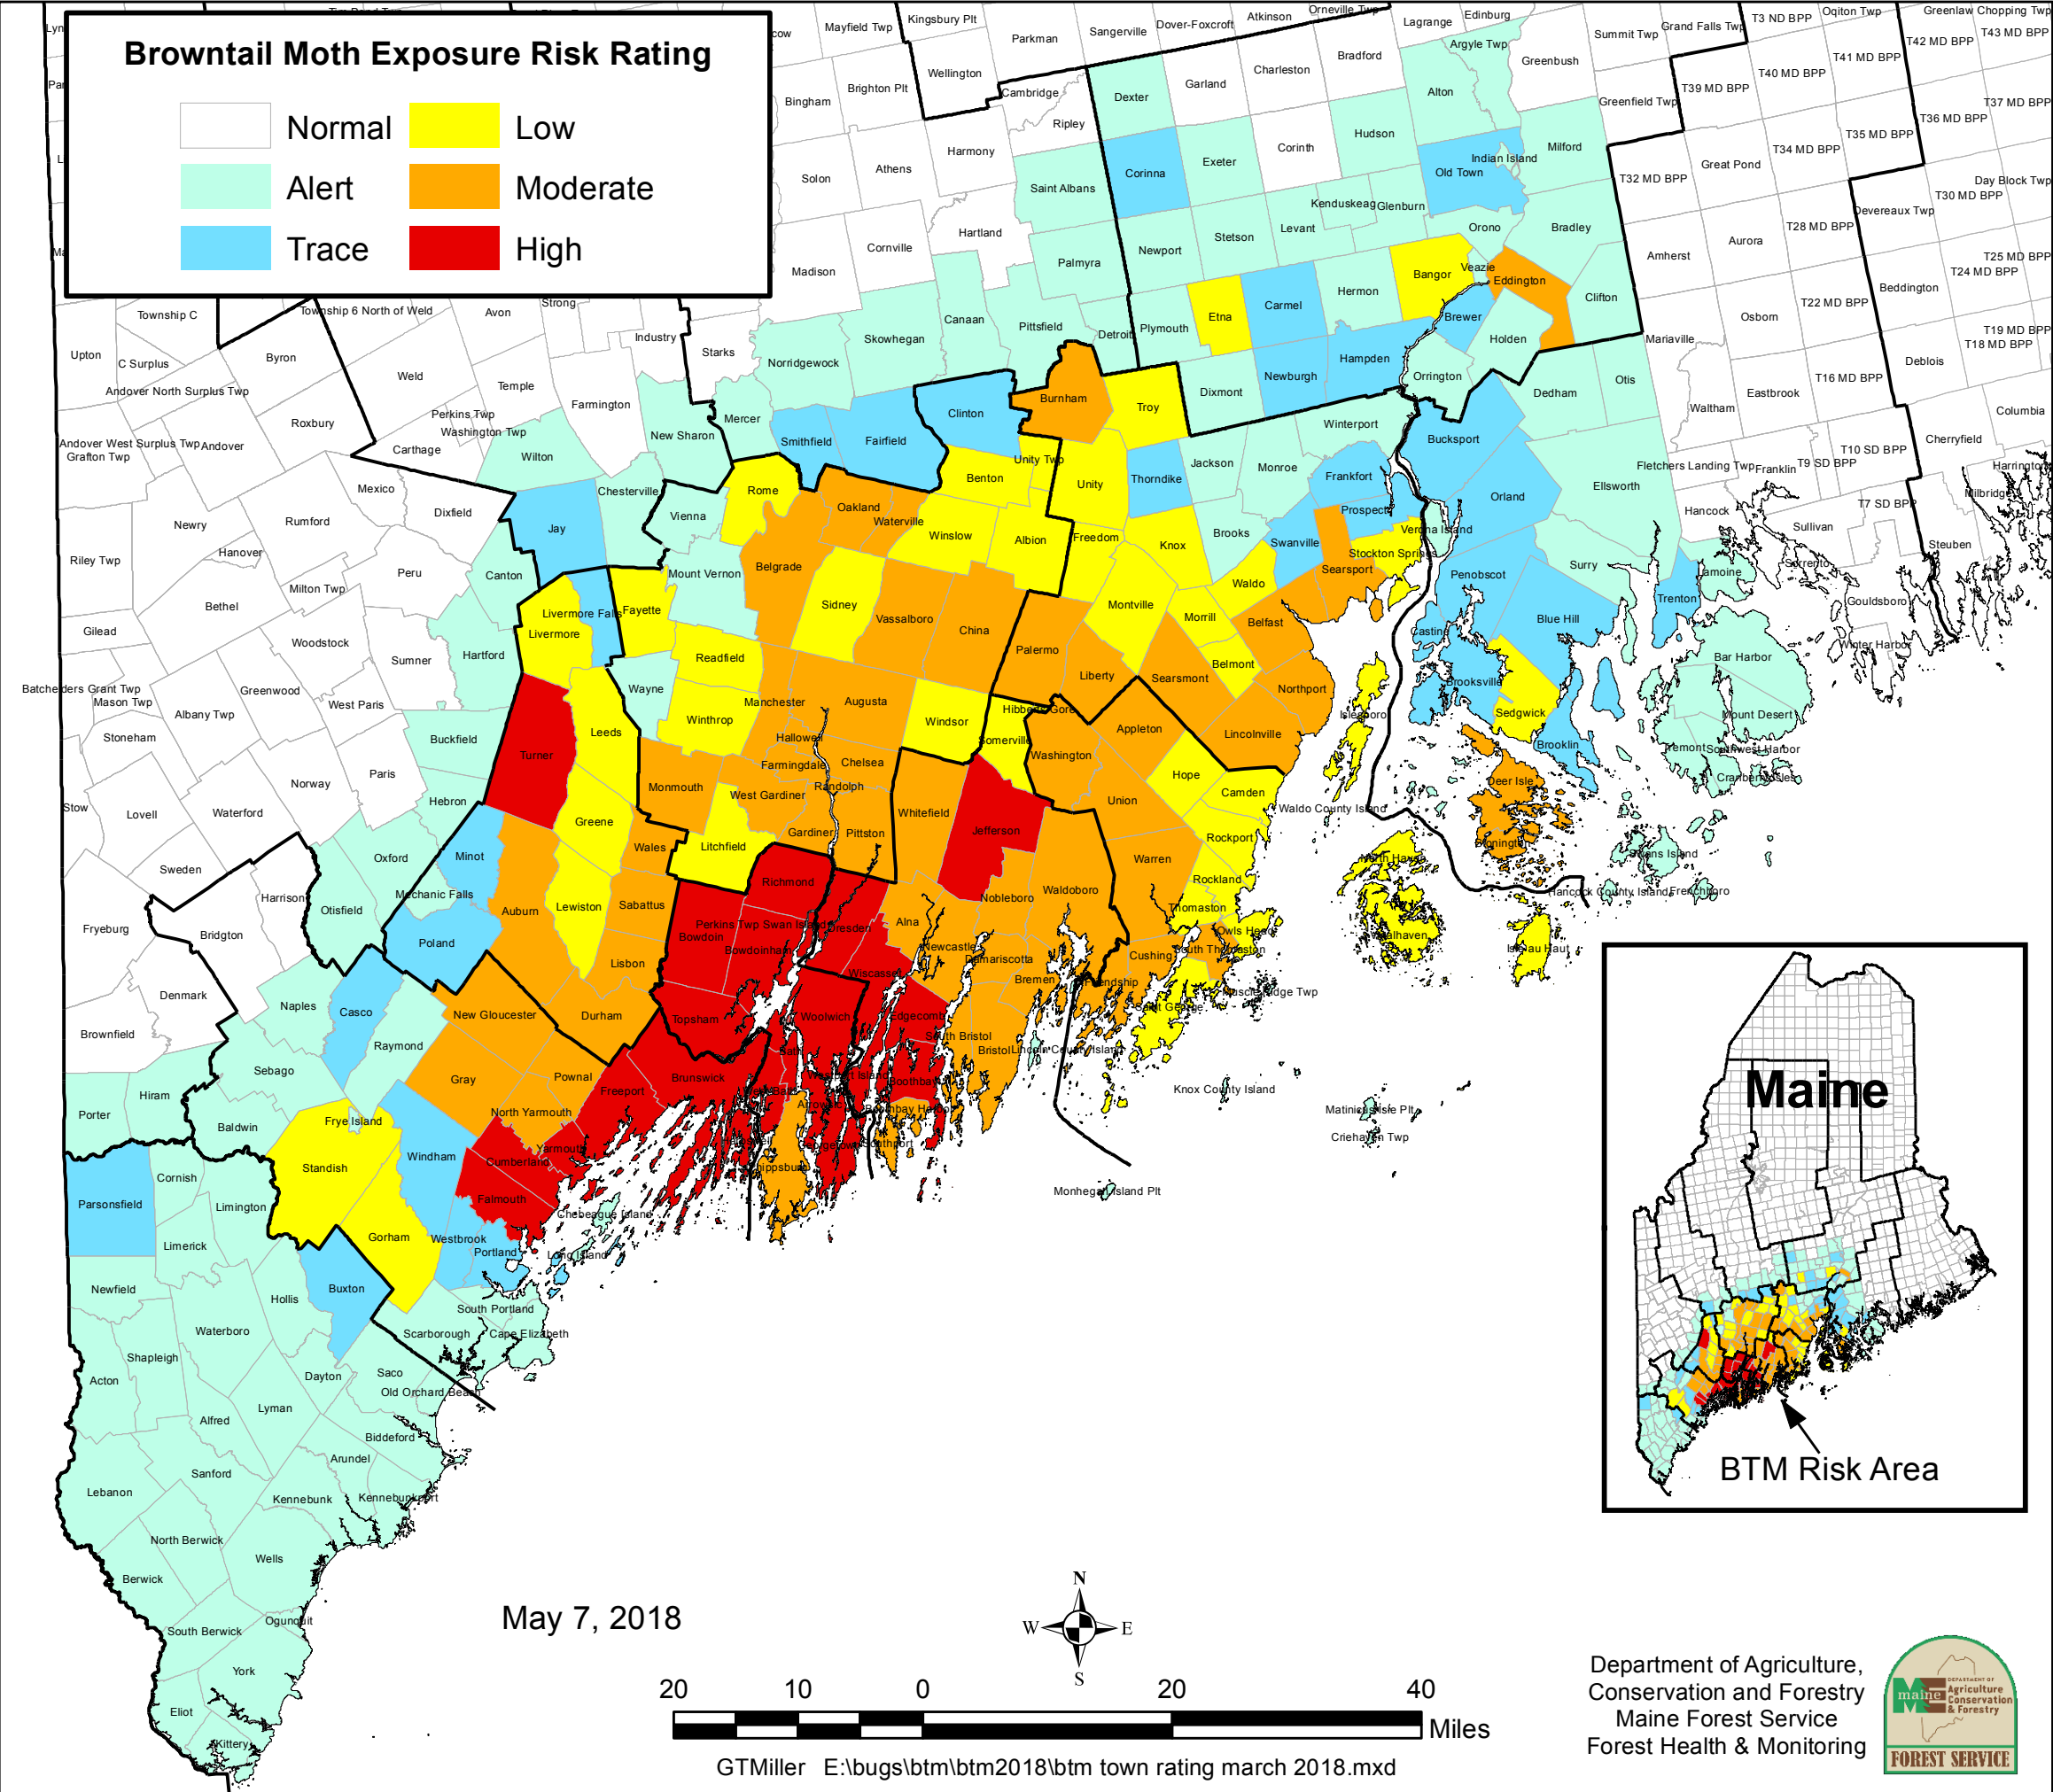 Browntail Moth Exposure Risk Rating
Normal
Low
Alert
Moderate
Trace
High
Mayfield Twp
Kingsbury Plt
Parkman
Sangerville
Dover-Foxcroft
Atkinson
Orneville Twp
Lagrange
Edinburg
Summit Twp
Grand Falls Twp
T3 ND BPP
Oqiton Twp
Greenlaw Chopping Twp
T42 MD BPP
T43 MD BPP
Bingham
Brighton Plt
Wellington
Cambridge
Ripley
Dexter
Garland
Charleston
Bradford
Argyle Twp
Alton
Greenbush
Greenfield Twp
T39 MD BPP
T40 MD BPP
T41 MD BPP
T37 MD BPP
T36 MD BPP
T35 MD BPP
T34 MD BPP
Solon
Athens
Harmony
Saint Albans
Corinna
Exeter
Corinth
Hudson
Old Town
Indian Island
Milford
T32 MD BPP
Great Pond
Day Block Twp
T30 MD BPP
Devereaux Twp
Madison
Cornville
Hartland
Palmyra
Newport
Stetson
Levant
Kenduskeag
Glenburn
Orono
Bradley
Amherst
Aurora
T28 MD BPP
T25 MD BPP
T24 MD BPP
Beddington
T22 MD BPP
Osborn
T19 MD BPP
T18 MD BPP
Deblois
Township C
Township 6 North of Weld
Avon
Strong
Industry
Starks
Norridgewock
Skowhegan
Canaan
Pittsfield
Detroit
Plymouth
Etna
Carmel
Hermon
Bangor
Veazie
Eddington
Clifton
Brewer
Holden
Mariaville
Upton
C Surplus
Byron
Andover North Surplus Twp
Weld
Temple
Farmington
Roxbury
Perkins Twp
Washington Twp
Carthage
Andover West Surplus Twp
Andover
Grafton Twp
Wilton
New Sharon
Mercer
Smithfield
Fairfield
Clinton
Burnham
Troy
Dixmont
Newburgh
Hampden
Orrington
Dedham
Otis
Waltham
Eastbrook
T16 MD BPP
Columbia
T10 SD BPP
Cherryfield
Fletchers Landing Twp
Franklin
T9 SD BPP
Harrington
Milbridge
T7 SD BPP
Hancock
Sullivan
Steuben
Sorrento
Gouldsboro
Winter Harbor
Mexico
Rumford
Dixfield
Jay
Chesterville
Vienna
Rome
Oakland
Waterville
Benton
Unity Twp
Unity
Thorndike
Jackson
Monroe
Winterport
Frankfort
Prospect
Bucksport
Orland
Ellsworth
Verona Island
Stockton Springs
Newry
Hanover
Riley Twp
Bethel
Milton Twp
Peru
Canton
Livermore Falls
Livermore
Fayette
Mount Vernon
Belgrade
Sidney
Winslow
Albion
Freedom
Knox
Brooks
Swanville
Searsport
Waldo
Penobscot
Surry
Lamoine
Trenton
Blue Hill
Castine
Brooksville
Sedgwick
Brooklin
Bar Harbor
Mount Desert
Tremont
Southwest Harbor
Cranberry Isles
Gilead
Woodstock
Sumner
Hartford
Readfield
Wayne
Winthrop
Manchester
Augusta
Vassalboro
China
Palermo
Liberty
Montville
Morrill
Belfast
Belmont
Searsmont
Northport
Islesboro
Lincolnville
Batchelders Grant Twp
Mason Twp
Albany Twp
Greenwood
West Paris
Stoneham
Buckfield
Turner
Leeds
Hallowell
Farmingdale
Chelsea
Randolph
Windsor
Hibberts Gore
Somerville
Washington
Appleton
Hope
Camden
Union
Deer Isle
Stonington
Stow
Lovell
Waterford
Norway
Paris
Hebron
Greene
Monmouth
West Gardiner
Gardiner
Pittston
Whitefield
Jefferson
Waldo County Island
Rockport
Sweden
Oxford
Minot
Wales
Litchfield
Warren
Rockland
North Haven
Swans Island
Hancock County Island
Frenchboro
Harrison
Otisfield
Mechanic Falls
Auburn
Lewiston
Sabattus
Richmond
Perkins Twp Swan Island
Bowdoin
Bowdoinham
Dresden
Alna
Nobleboro
Waldoboro
Thomaston
Owls Head
South Thomaston
Vinalhaven
Isle au Haut
Fryeburg
Bridgton
Poland
Lisbon
Newcastle
Damariscotta
Bremen
Cushing
Friendship
Saint George
Muscle Ridge Twp
Denmark
Naples
Casco
Raymond
New Gloucester
Durham
Topsham
Woolwich
Wiscasset
Edgecomb
South Bristol
Bristol
Lincoln County Island
Brownfield
Sebago
Gray
Pownal
Freeport
Brunswick
Bath
West Bath
Westport Island
Boothbay
Boothbay Harbor
Knox County Island
Matinicus Isle Plt
Criehaven Twp
Porter
Hiram
Baldwin
Frye Island
North Yarmouth
Yarmouth
Cumberland
Falmouth
Harpswell
Arrowsic
Georgetown
Southport
Phippsburg
Monhegan Island Plt
Parsonsfield
Cornish
Limington
Standish
Windham
Limerick
Gorham
Westbrook
Portland
Chebeague Island
Long Island
Newfield
Hollis
Buxton
South Portland
Waterboro
Scarborough
Cape Elizabeth
Shapleigh
Acton
Dayton
Saco
Old Orchard Beach
Alfred
Lyman
Biddeford
Arundel
Sanford
Lebanon
Kennebunk
Kennebunkport
North Berwick
Wells
Berwick
South Berwick
Ogunquit
York
Eliot
Kittery
Maine
BTM Risk Area
May 7, 2018
N
W
E
S
20 10 0 20 40
Miles
GTMiller E:\bugs\btm\btm2018\btm town rating march 2018.mxd
Department of Agriculture,
Conservation and Forestry
Maine Forest Service
Forest Health & Monitoring
DEPARTMENT OF
maine
Agriculture
Conservation
& Forestry
FOREST SERVICE